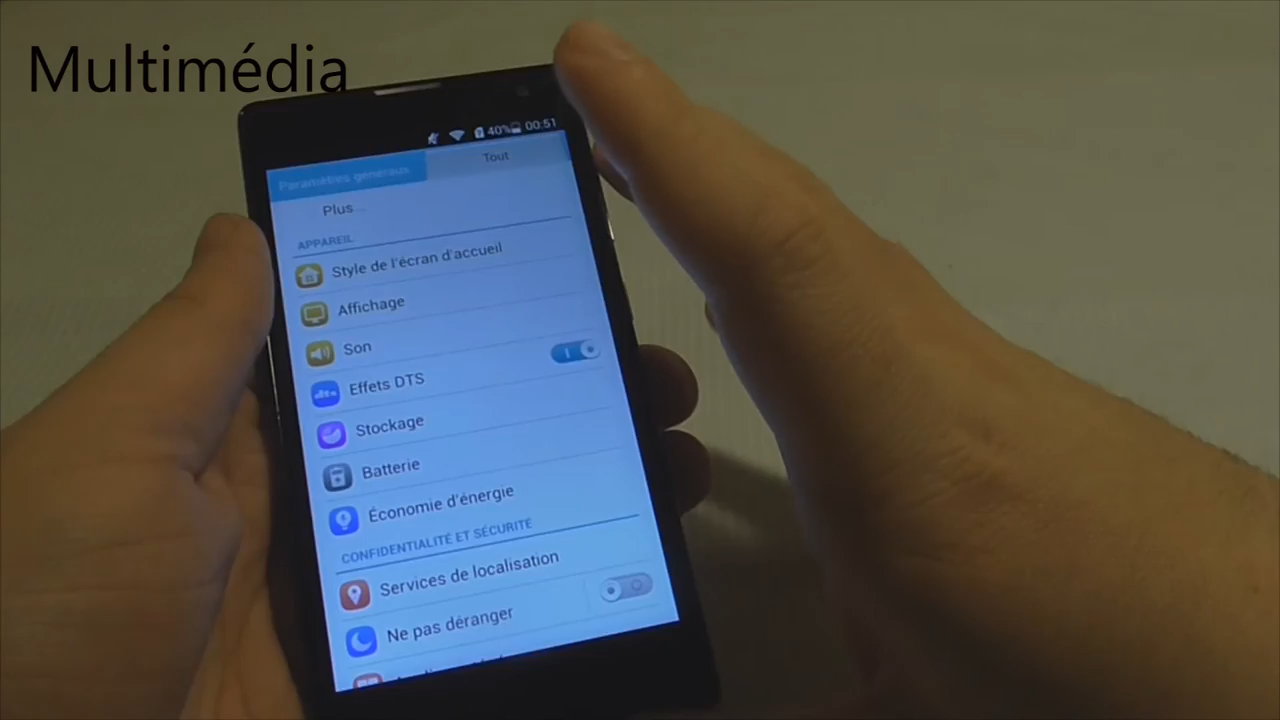 Multimédia
40% 00:51
Paramètres généraux
Tout
Plus...
APPAREIL
Style de l'écran d'accueil
Affichage
Son
Effets DTS
Stockage
Batterie
Économie d'énergie
CONFIDENTIALITÉ ET SÉCURITÉ
Services de localisation
Ne pas déranger